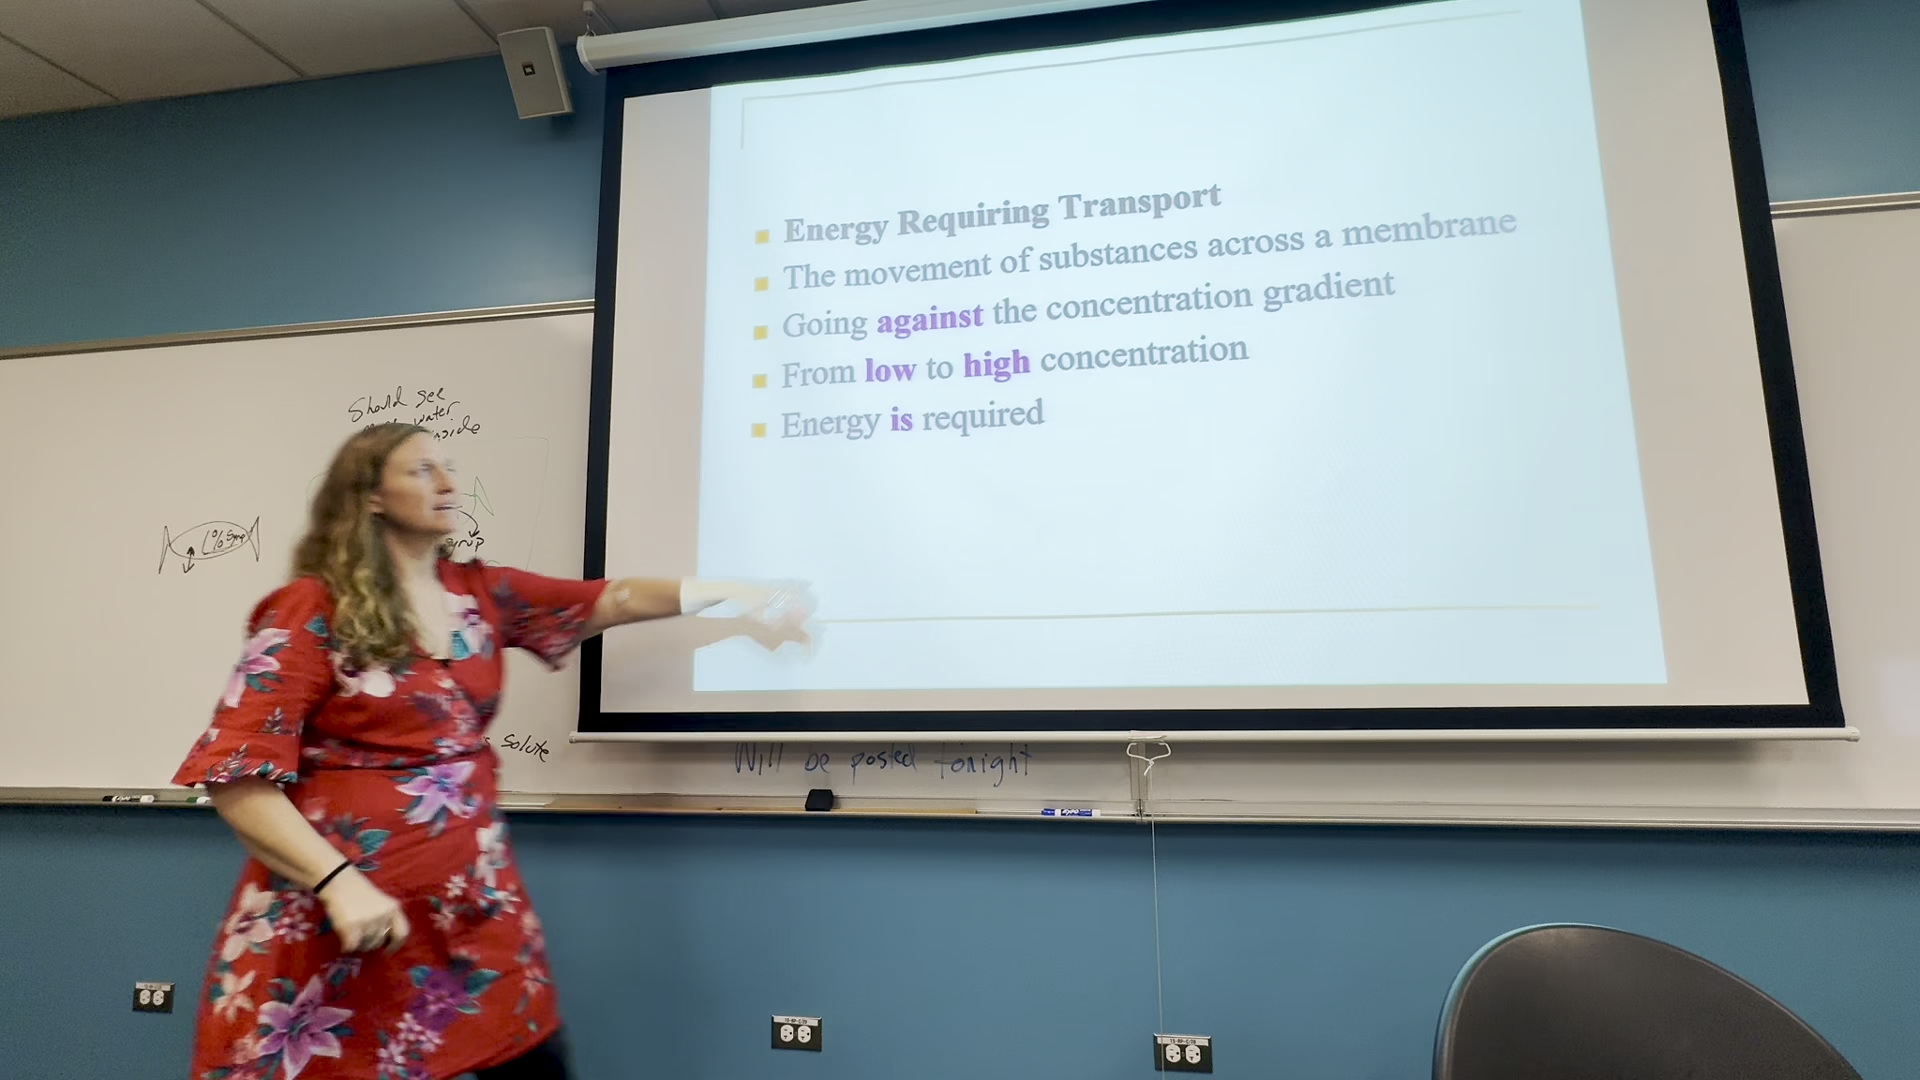 Energy Requiring Transport
The movement of substances across a membrane
Going against the concentration gradient
From low to high concentration
Energy is required
Should see
water
inside
1% Syrup
solute
Will be posted tonight